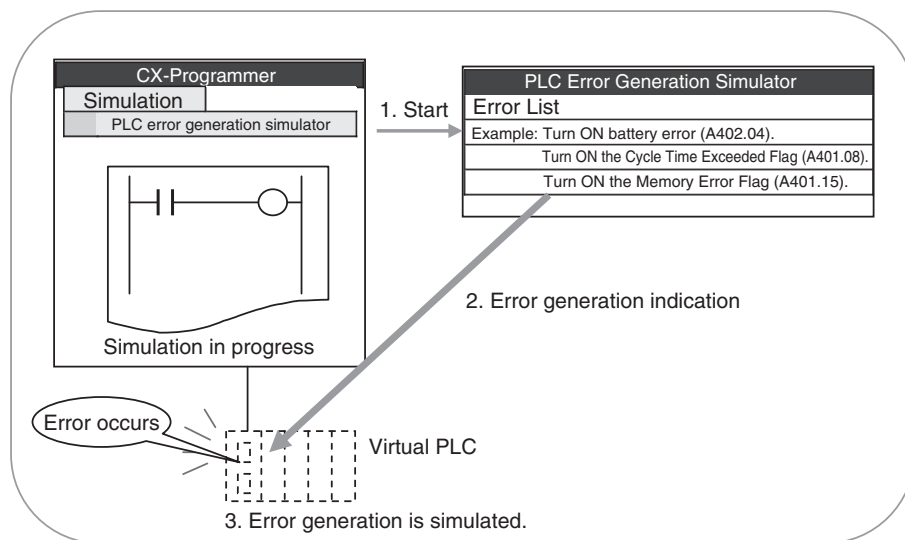 CX-Programmer
Simulation
PLC error generation simulator
1. Start
PLC Error Generation Simulator
Error List
Example: Turn ON battery error (A402.04).
Turn ON the Cycle Time Exceeded Flag (A401.08).
Turn ON the Memory Error Flag (A401.15).
2. Error generation indication
Simulation in progress
Error occurs
Virtual PLC
3. Error generation is simulated.